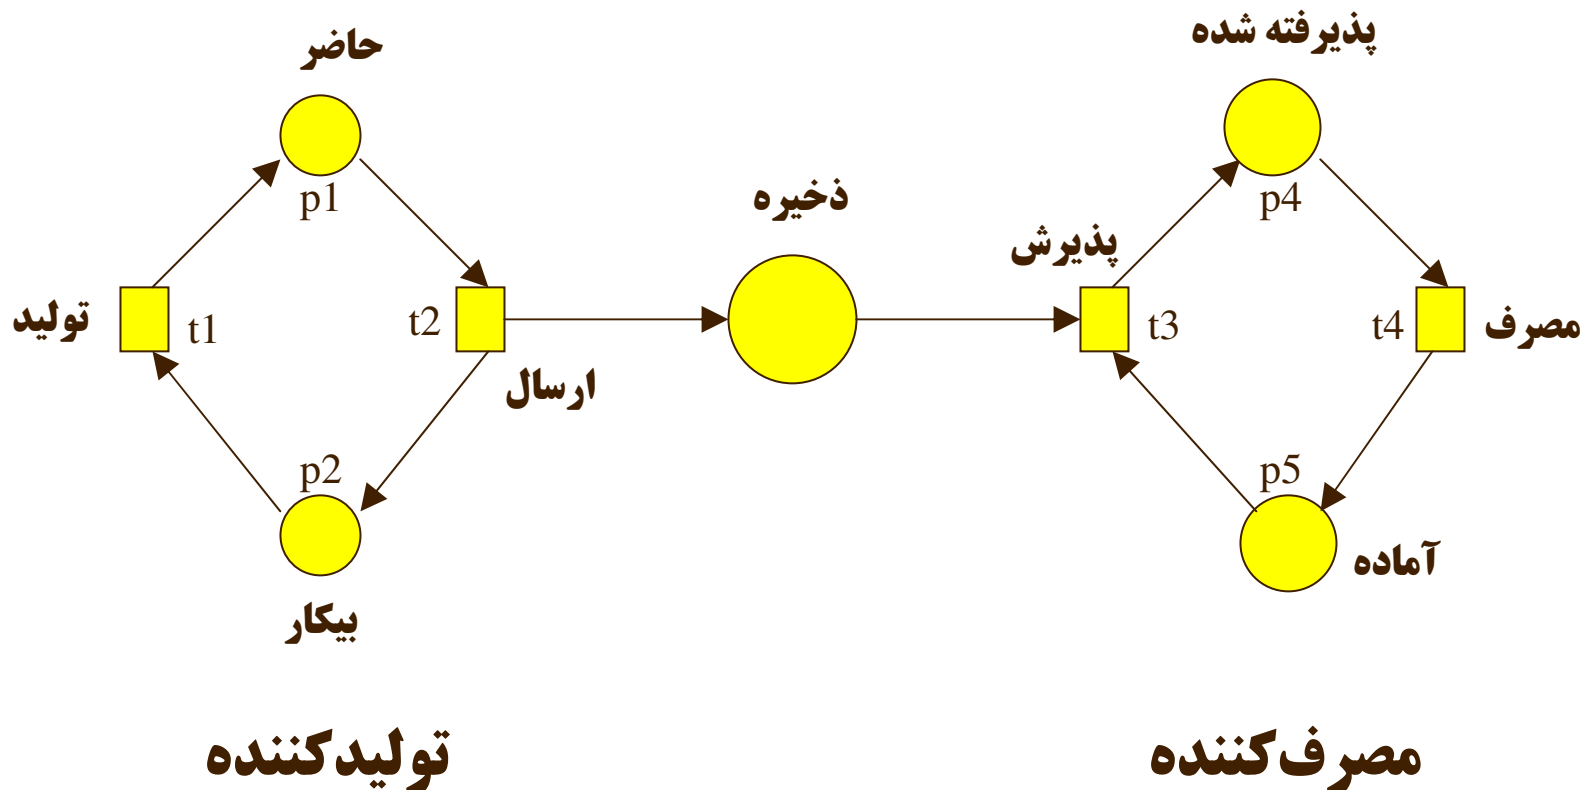 حاضر
پذیرفته شده
p1
p4
ذخیره
پذیرش
تولید
t1
t2
t3
t4
مصرف
ارسال
p2
p5
آماده
بیکار
تولیدکننده
مصرف‌کننده